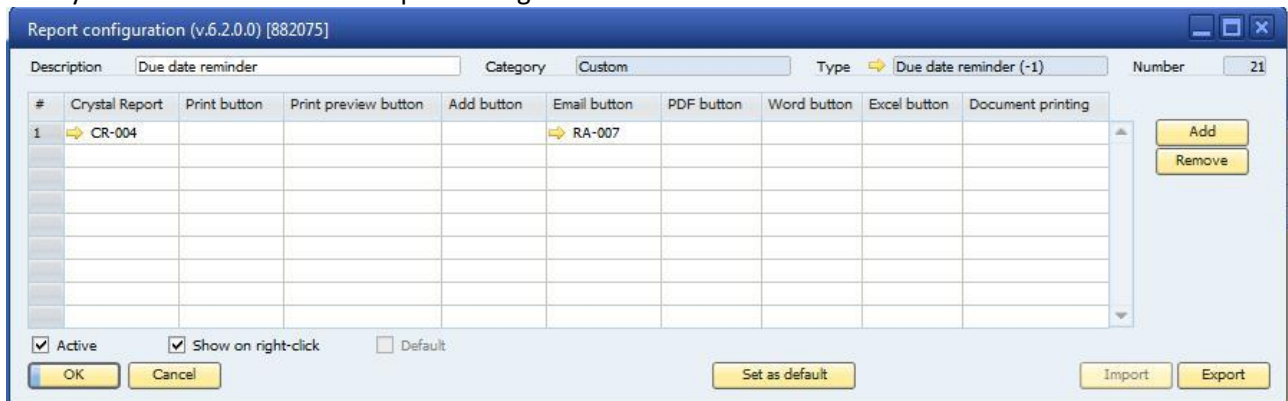 Report configuration (v.6.2.0.0) [882075]
Description Due date reminder Category Custom Type Due date reminder (-1) Number 21
# Crystal Report Print button Print preview button Add button Email button PDF button Word button Excel button Document printing
1 CR-004 RA-007
Add
Remove
Active Show on right-click Default
OK Cancel Set as default Import Export